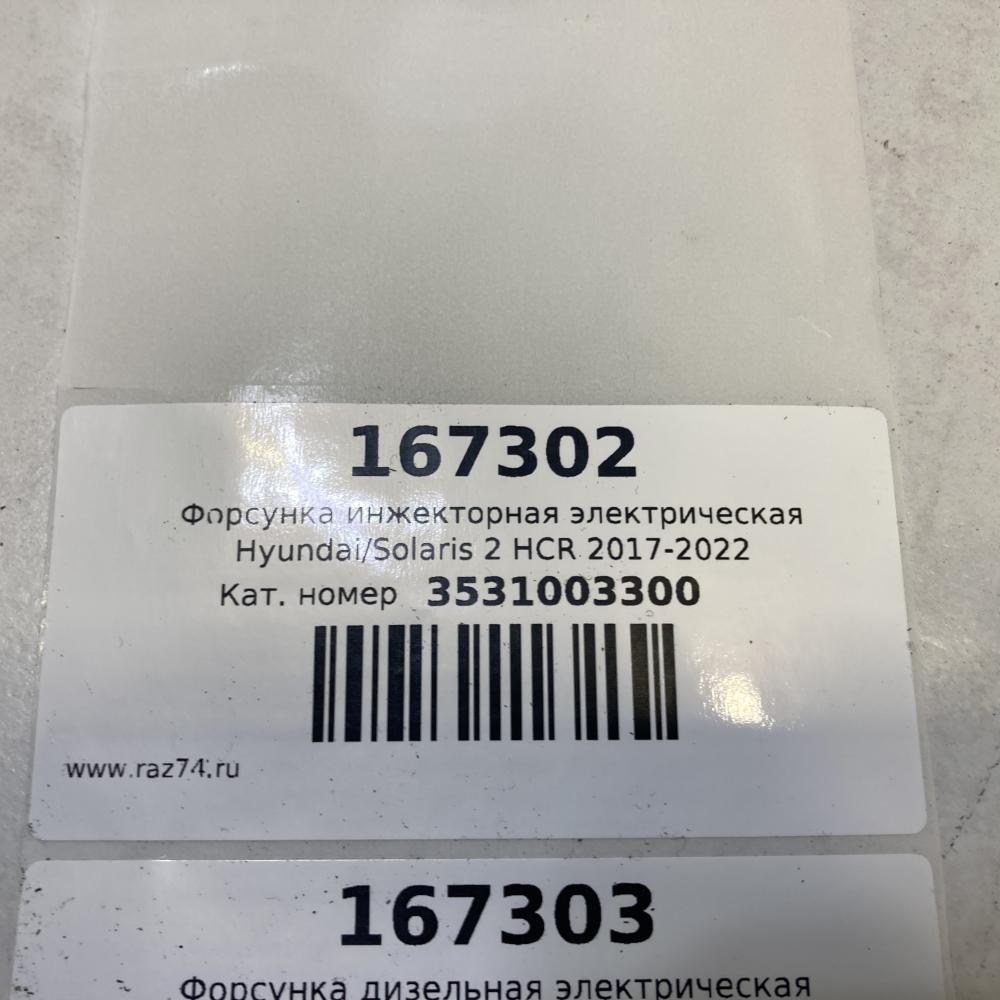 167302
Форсунка инжекторная электрическая
Hyundai/Solaris 2 HCR 2017-2022
Кат. номер 3531003300
www.raz74.ru
167303
Форсунка дизельная электрическая